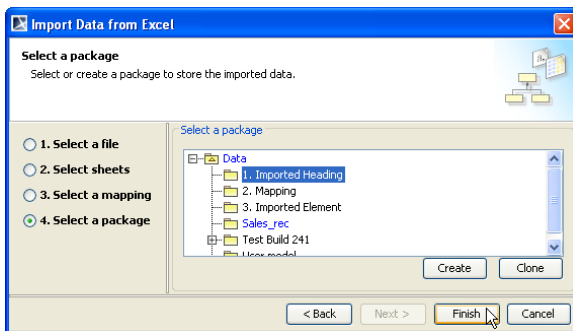 Import Data from Excel
Select a package
Select or create a package to store the imported data.
1. Select a file
2. Select sheets
3. Select a mapping
4. Select a package
Select a package
Data
1. Imported Heading
2. Mapping
3. Imported Element
Sales_rec
Test Build 241
User model
Create Clone
< Back Next > Finish Cancel